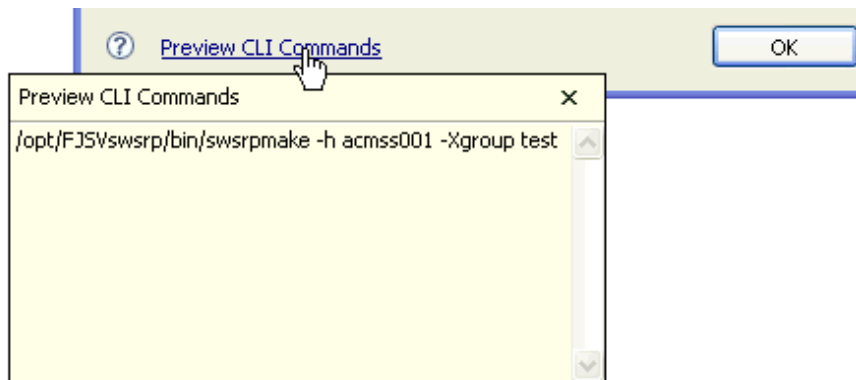 Preview CLI Commands
OK
Preview CLI Commands
/opt/FJSVswsrp/bin/swsrpmake -h acmss001 -Xgroup test